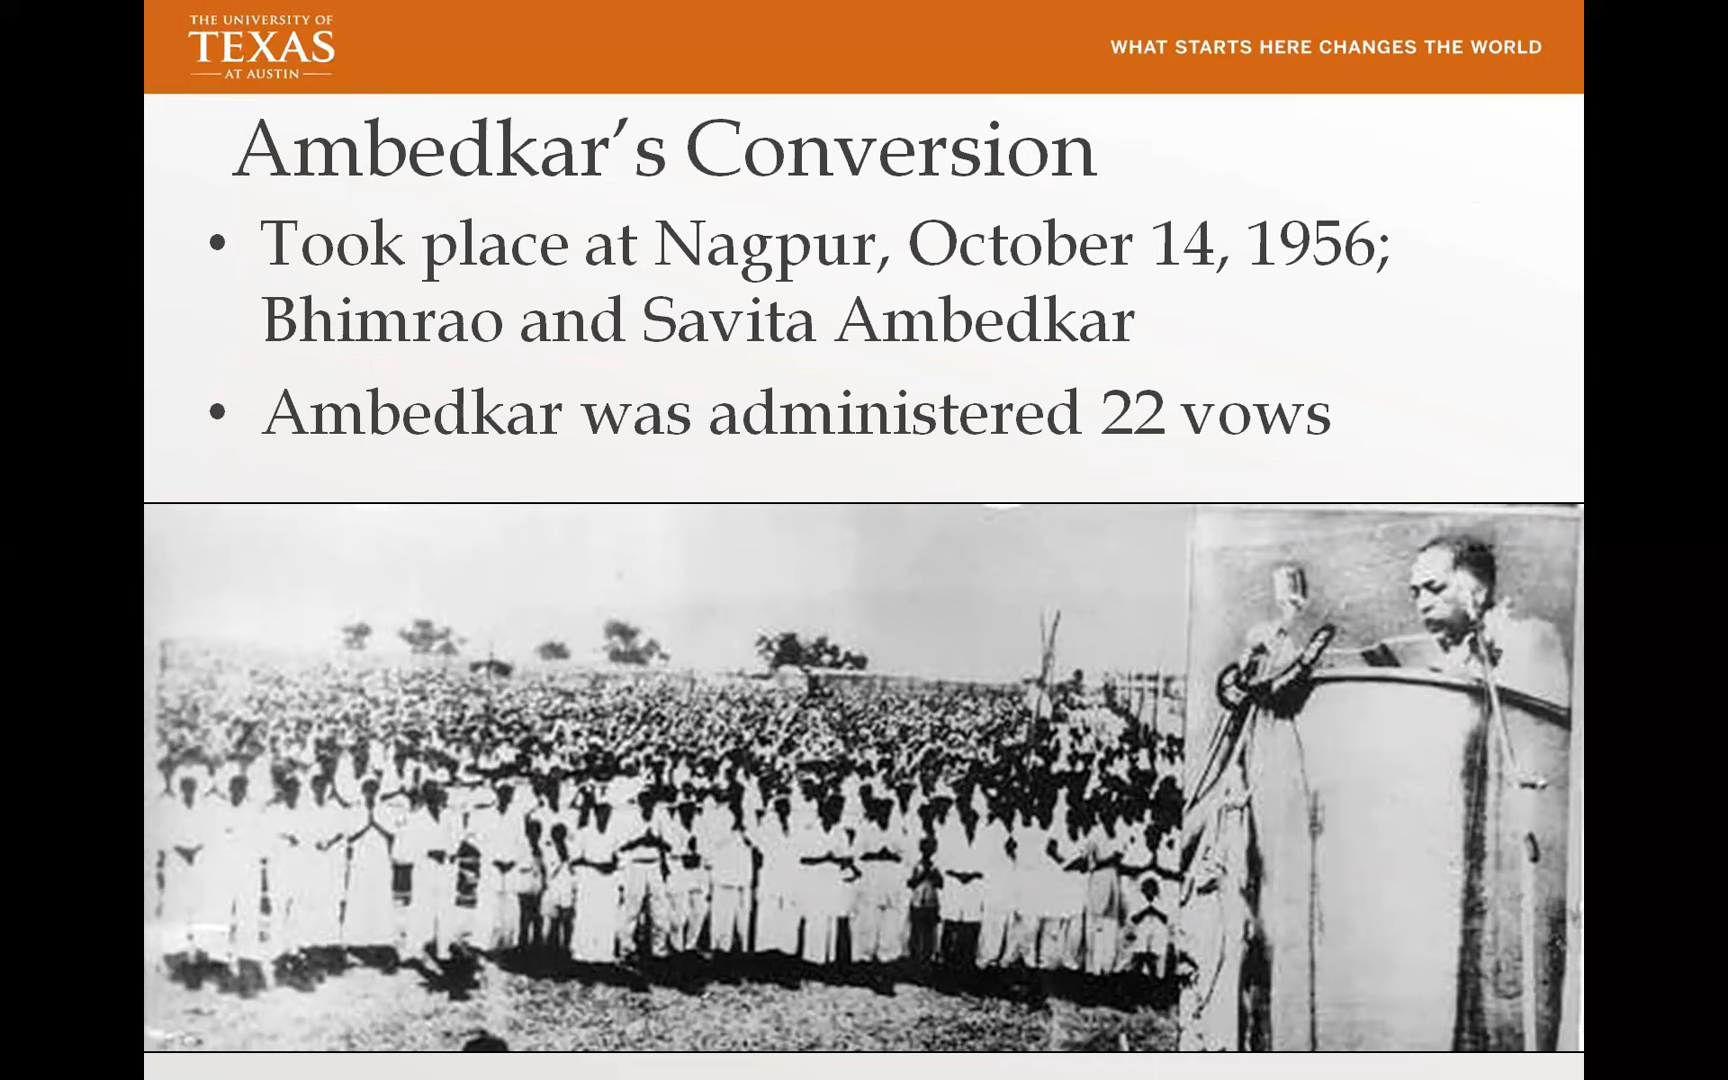 THE UNIVERSITY OF
TEXAS
AT AUSTIN
WHAT STARTS HERE CHANGES THE WORLD
Ambedkar’s Conversion
• Took place at Nagpur, October 14, 1956;
Bhimrao and Savita Ambedkar
• Ambedkar was administered 22 vows